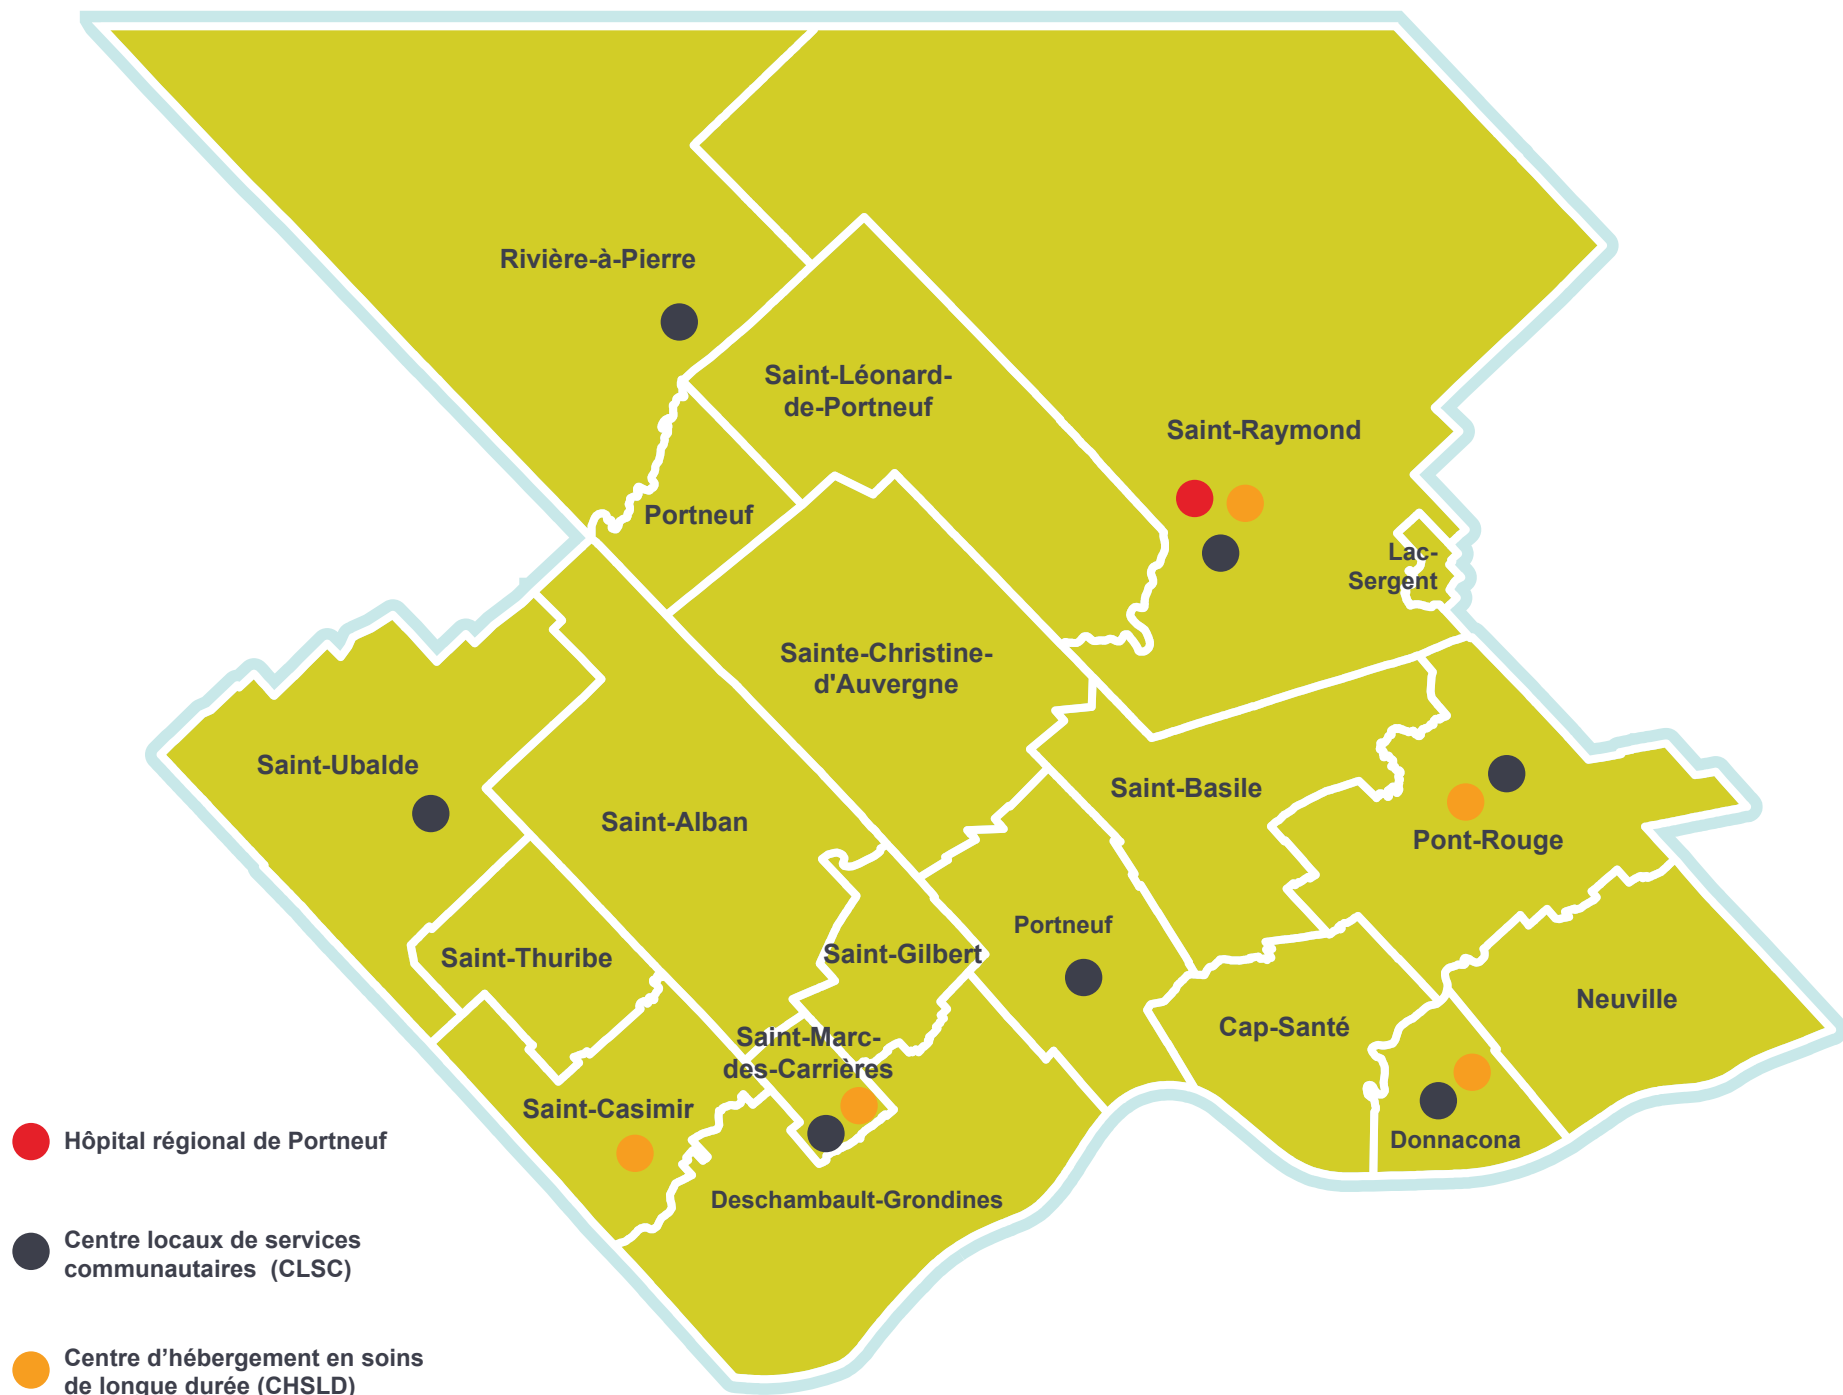 Rivière-à-Pierre
Saint-Léonard-
de-Portneuf
Saint-Raymond
Portneuf
Lac-
Sergent
Sainte-Christine-
d'Auvergne
Saint-Ubalde
Saint-Alban
Saint-Basile
Pont-Rouge
Portneuf
Saint-Gilbert
Saint-Thuribe
Neuville
Cap-Santé
Saint-Marc-
des-Carrières
Saint-Casimir
Donnacona
Deschambault-Grondines
Hôpital régional de Portneuf
Centre locaux de services
communautaires (CLSC)
Centre d’hébergement en soins
de longue durée (CHSLD)